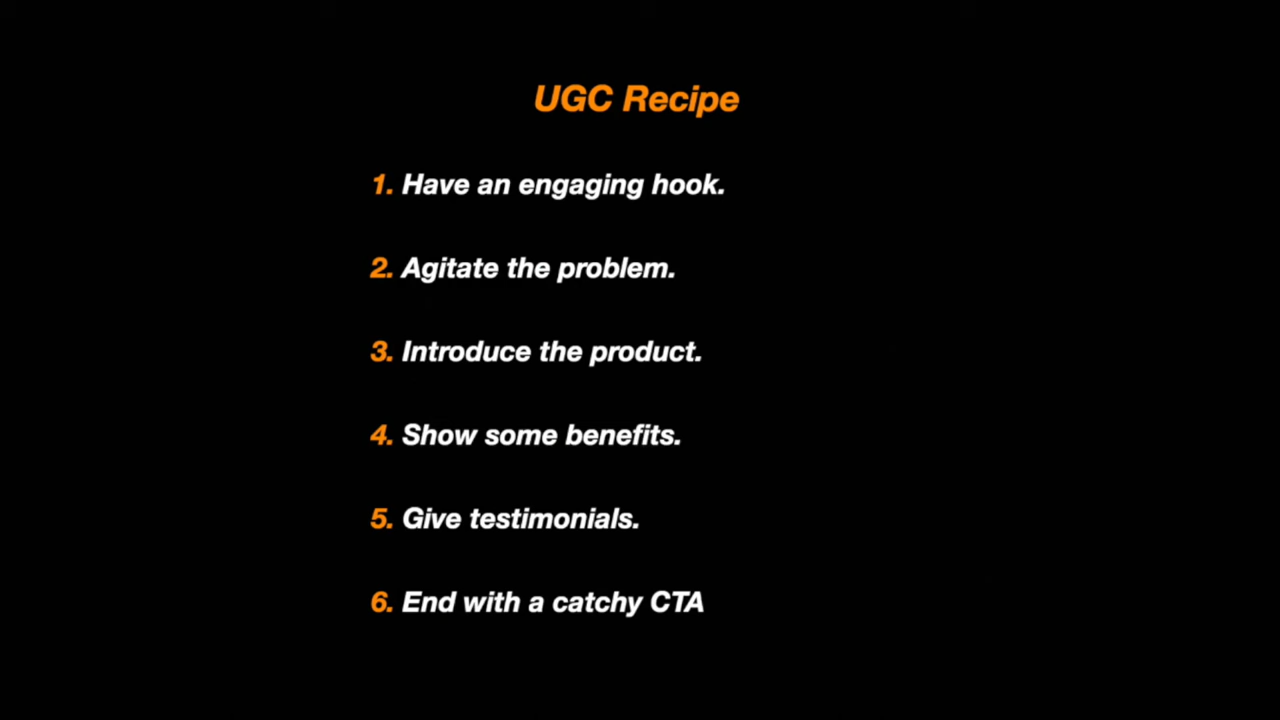 UGC Recipe
1. Have an engaging hook.
2. Agitate the problem.
3. Introduce the product.
4. Show some benefits.
5. Give testimonials.
6. End with a catchy CTA